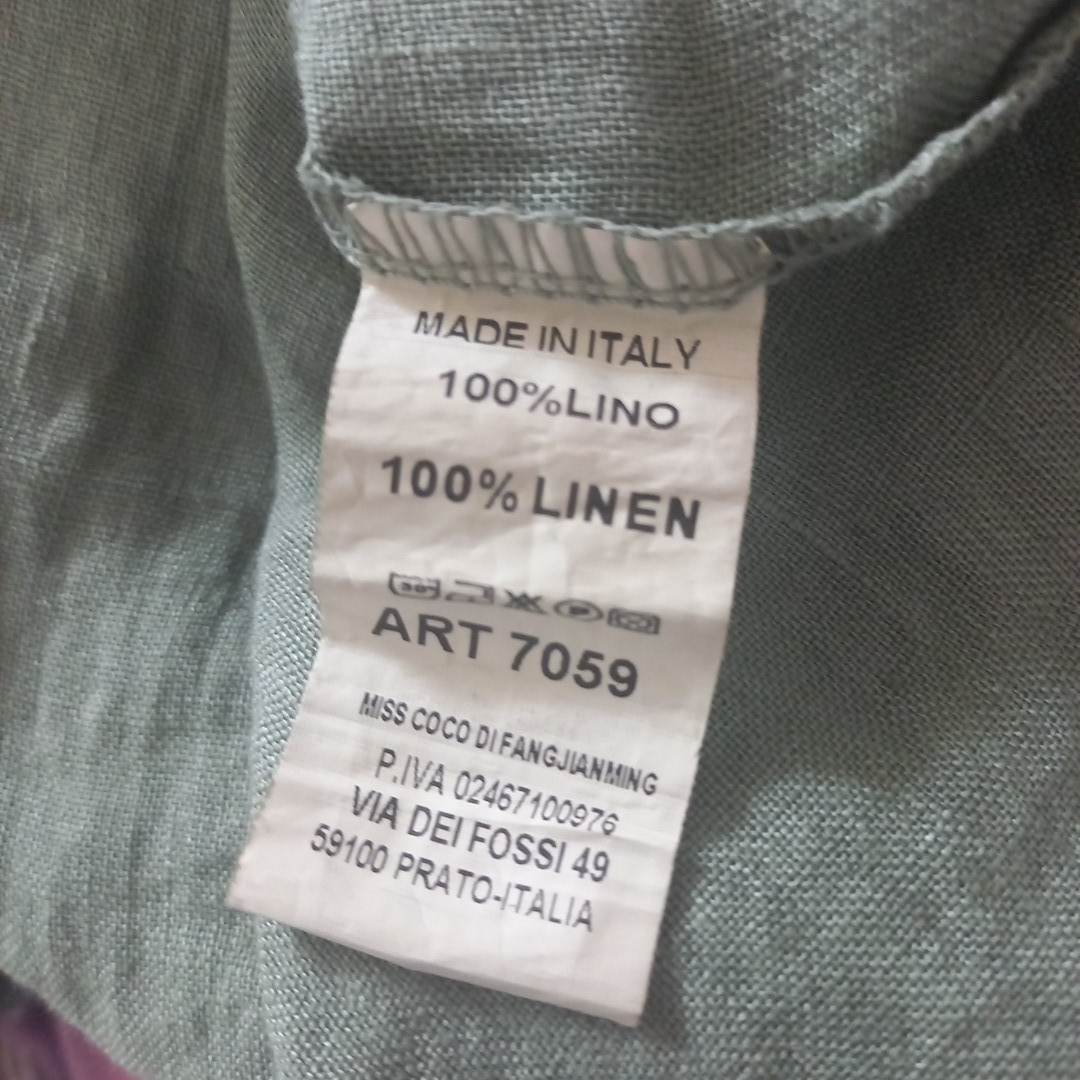 MADE IN ITALY
100%LINO
100% LINEN
30 P
ART 7059
MISS COCO DI FANGJIANMING
P.IVA 02467100976
VIA DEI FOSSI 49
59100 PRATO-ITALIA